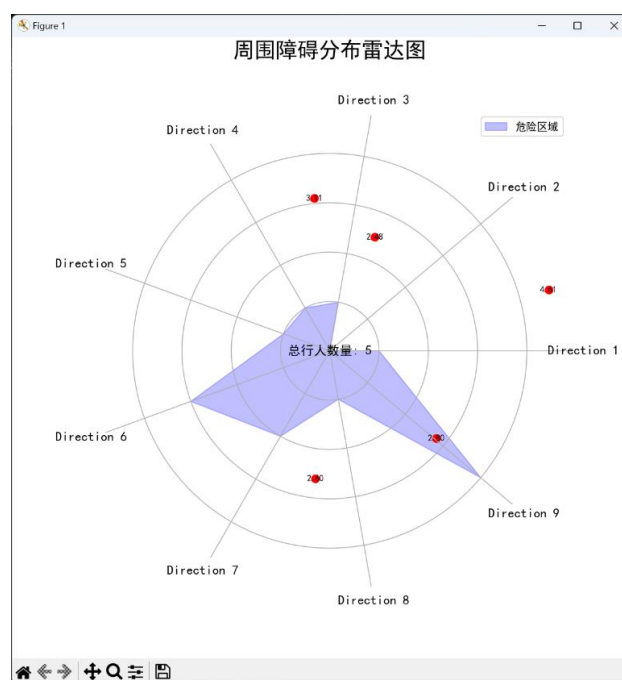 Figure 1
周围障碍分布雷达图
Direction 3
危险区域
Direction 4
Direction 2
Direction 5
总行人数量: 5
Direction 1
Direction 6
Direction 9
Direction 7
Direction 8